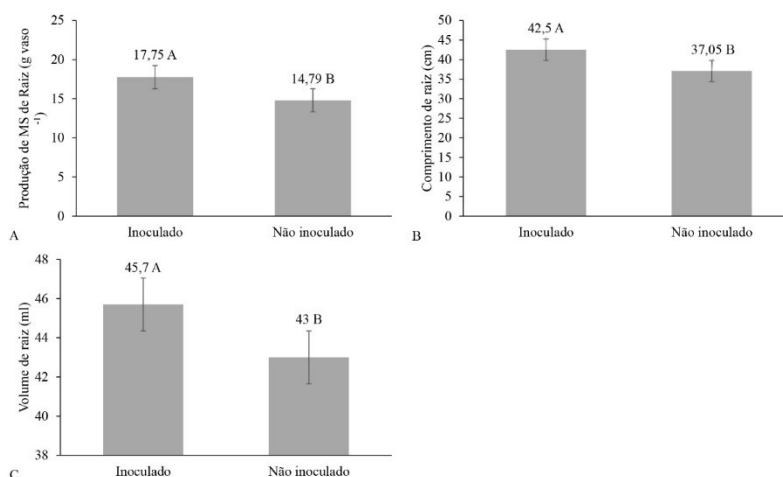 Produção de MS de Raiz (g vaso
-1)
25
20
15
10
5
0
17,75 A
14,79 B
Inoculado
Não inoculado
A
Comprimento de raiz (cm)
50
45
40
35
30
25
20
15
10
5
0
42,5 A
37,05 B
Inoculado
Não inoculado
B
Volume de raiz (ml)
48
46
44
42
40
38
45,7 A
43 B
Inoculado
Não inoculado
C